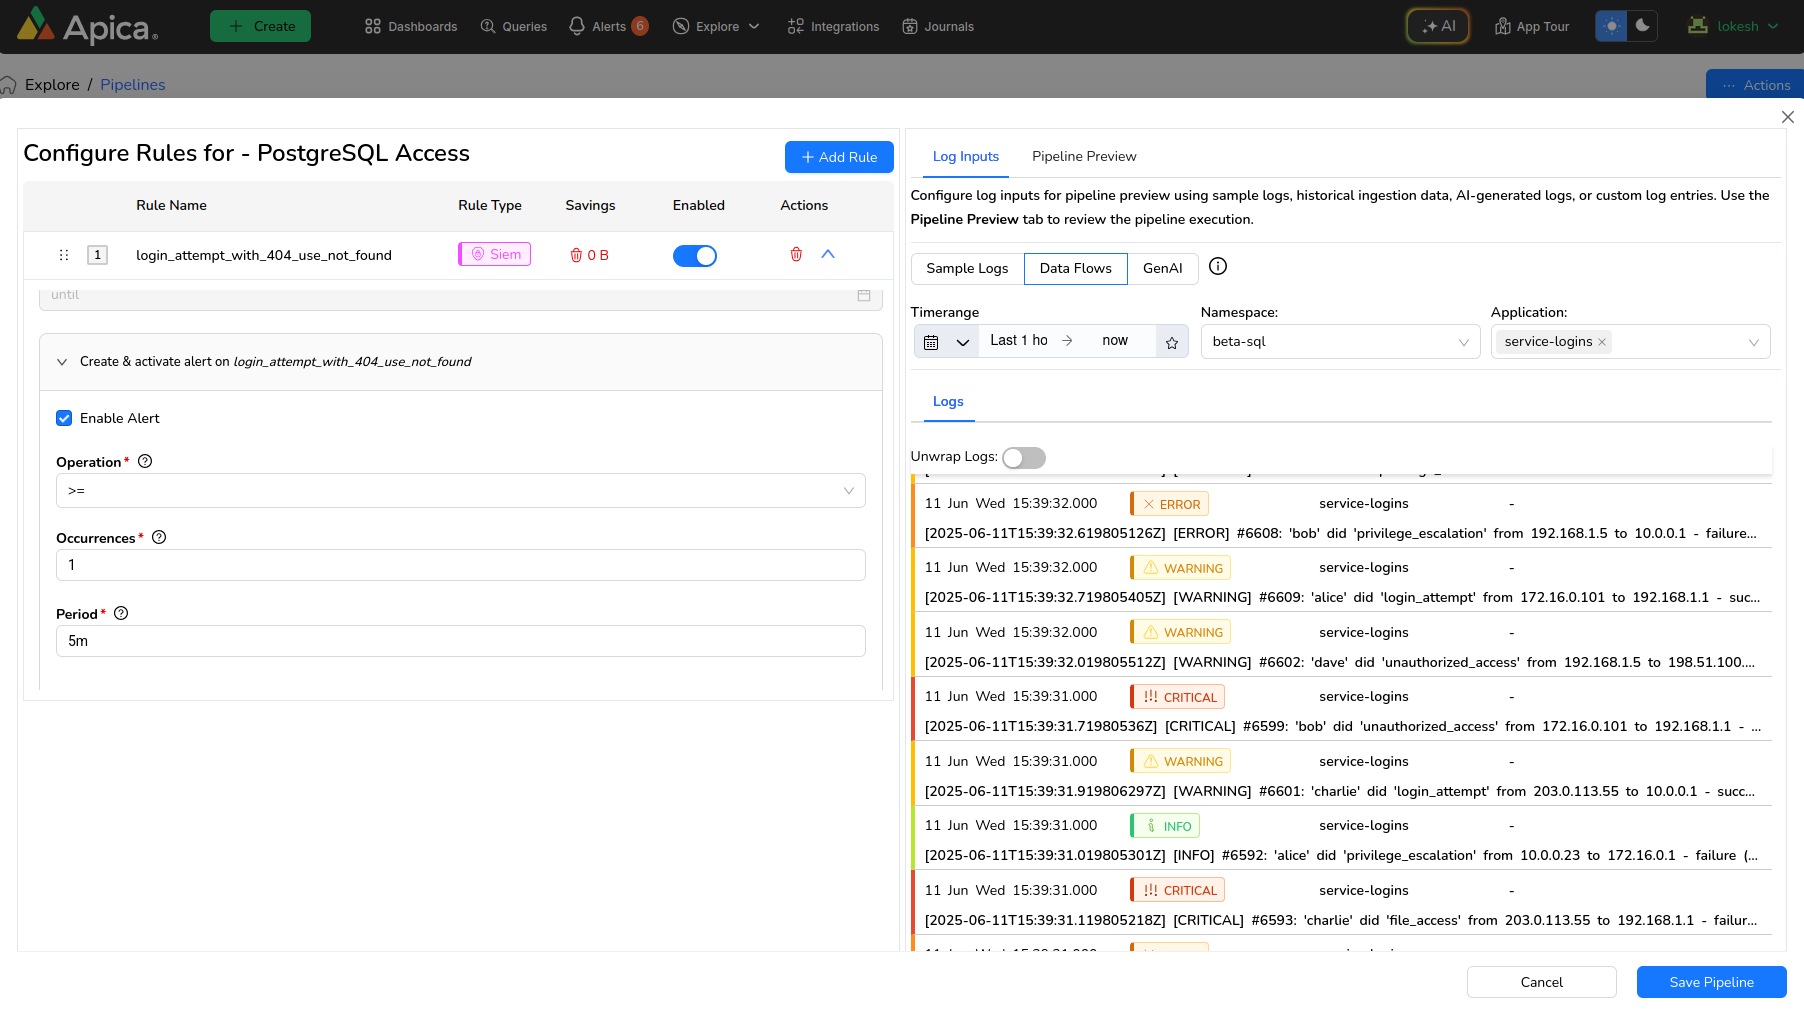 Apica®
Create
Dashboards
Queries
Alerts 6
Explore
Integrations
Journals
AI
App Tour
lokesh
Explore / Pipelines
··· Actions
Configure Rules for - PostgreSQL Access
+ Add Rule
Rule Name Rule Type Savings Enabled Actions
1 login_attempt_with_404_use_not_found Siem 0 B
until
Create & activate alert on login_attempt_with_404_use_not_found
Enable Alert
Operation *
>=
Occurrences *
1
Period *
5m
Log Inputs Pipeline Preview
Configure log inputs for pipeline preview using sample logs, historical ingestion data, AI-generated logs, or custom log entries. Use the
Pipeline Preview tab to review the pipeline execution.
Sample Logs Data Flows GenAI
Timerange Namespace: Application:
Last 1 ho → now beta-sql service-logins ×
Logs
Unwrap Logs:
11 Jun Wed 15:39:32.000 ERROR service-logins -
[2025-06-11T15:39:32.619805126Z] [ERROR] #6608: 'bob' did 'privilege_escalation' from 192.168.1.5 to 10.0.0.1 - failure...
11 Jun Wed 15:39:32.000 WARNING service-logins -
[2025-06-11T15:39:32.719805405Z] [WARNING] #6609: 'alice' did 'login_attempt' from 172.16.0.101 to 192.168.1.1 - suc...
11 Jun Wed 15:39:32.000 WARNING service-logins -
[2025-06-11T15:39:32.019805512Z] [WARNING] #6602: 'dave' did 'unauthorized_access' from 192.168.1.5 to 198.51.100....
11 Jun Wed 15:39:31.000 !!! CRITICAL service-logins -
[2025-06-11T15:39:31.71980536Z] [CRITICAL] #6599: 'bob' did 'unauthorized_access' from 172.16.0.101 to 192.168.1.1 - ...
11 Jun Wed 15:39:31.000 WARNING service-logins -
[2025-06-11T15:39:31.919806297Z] [WARNING] #6601: 'charlie' did 'login_attempt' from 203.0.113.55 to 10.0.0.1 - succ...
11 Jun Wed 15:39:31.000 INFO service-logins -
[2025-06-11T15:39:31.019805301Z] [INFO] #6592: 'alice' did 'privilege_escalation' from 10.0.0.23 to 172.16.0.1 - failure (...
11 Jun Wed 15:39:31.000 !!! CRITICAL service-logins -
[2025-06-11T15:39:31.119805218Z] [CRITICAL] #6593: 'charlie' did 'file_access' from 203.0.113.55 to 192.168.1.1 - failur...
Cancel
Save Pipeline